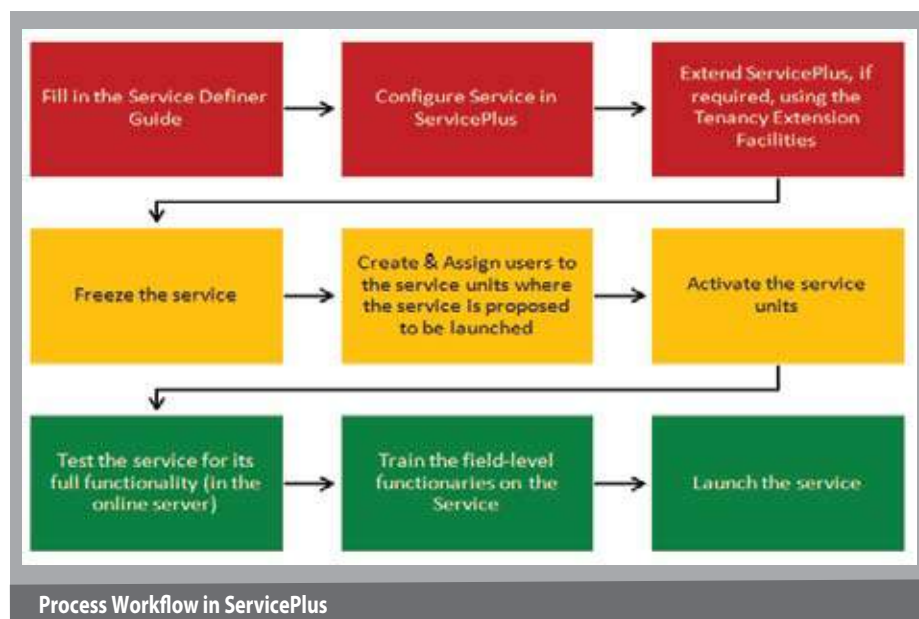 Fill in the Service Definer
Guide
Configure Service in
ServicePlus
Extend ServicePlus, if
required, using the
Tenancy Extension
Facilities
Freeze the service
Create & Assign users to
the service units where
the service is proposed
to be launched
Activate the service
units
Test the service for its
full functionality (in the
online server)
Train the field-level
functionaries on the
Service
Launch the service
Process Workflow in ServicePlus